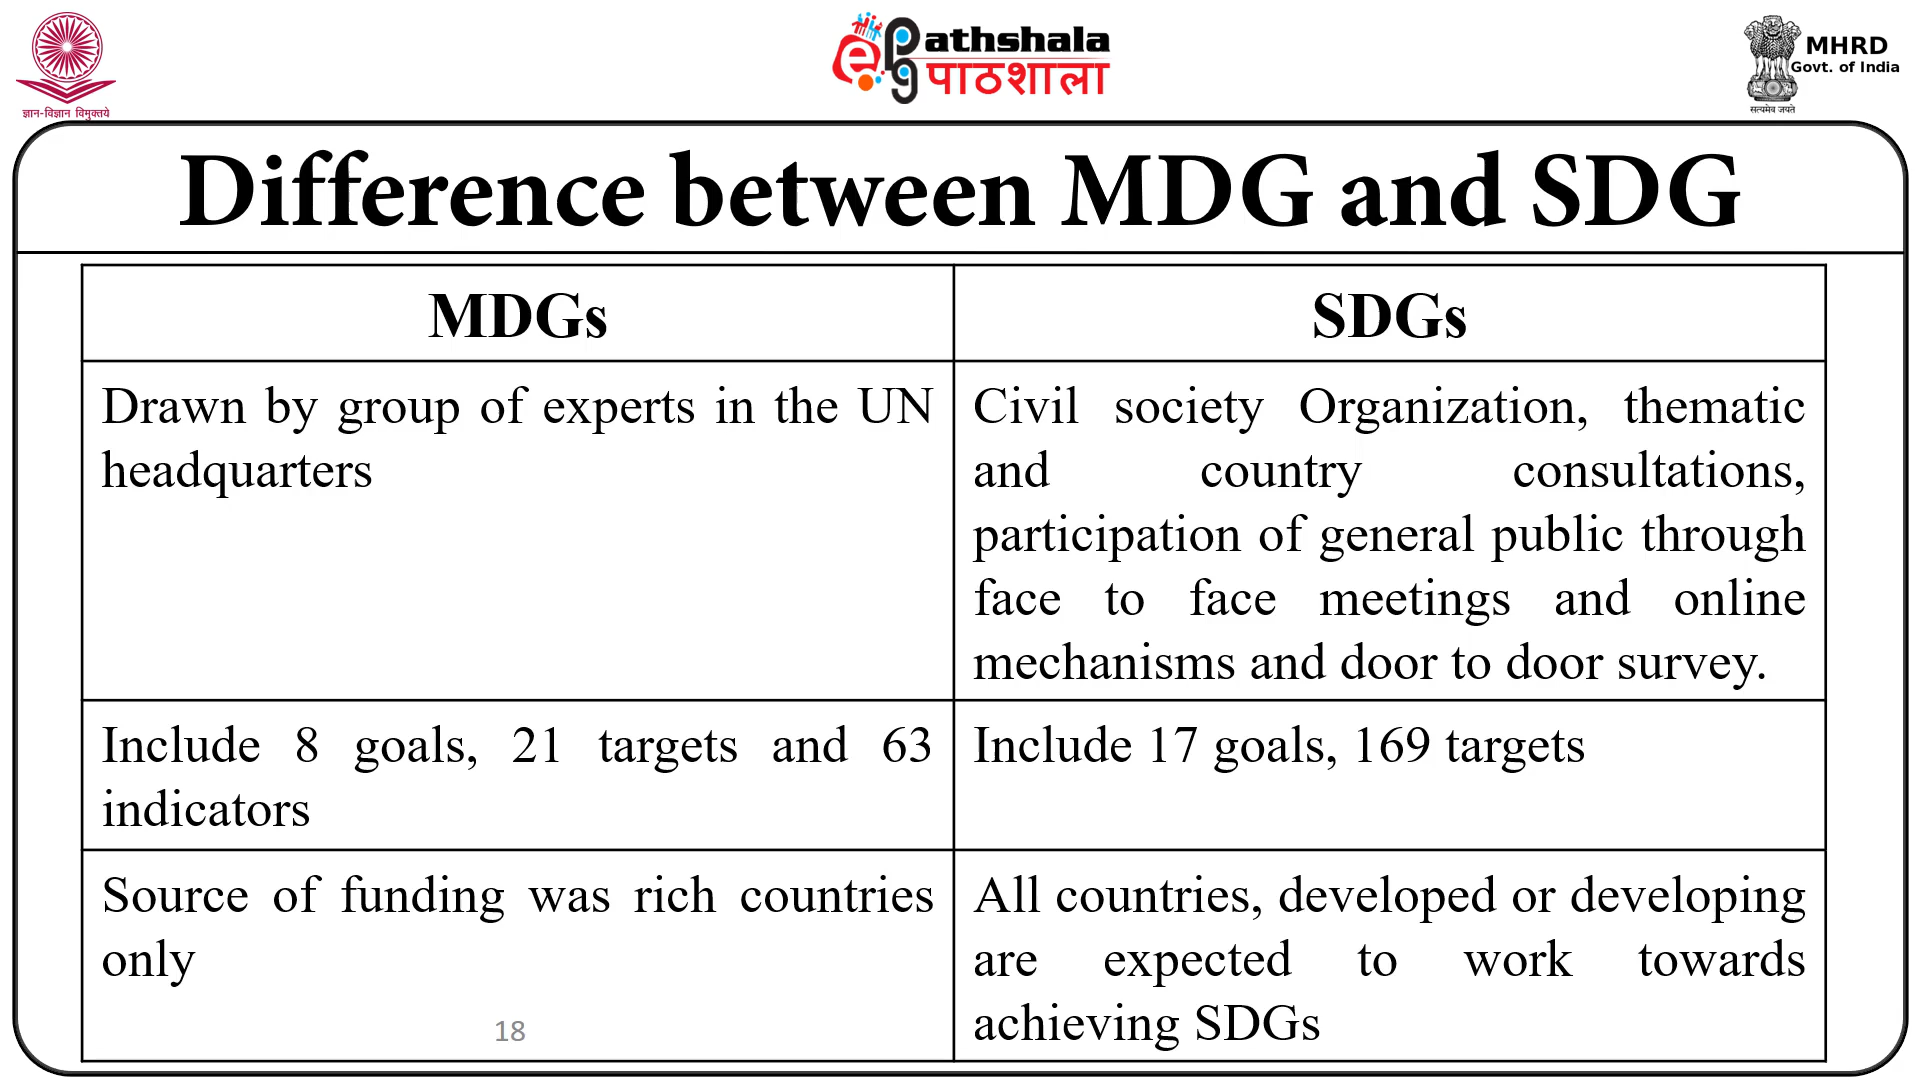 ज्ञान-विज्ञान विमुक्तये
ePathshala
पाठशाला
MHRD
Govt. of India
सत्यमेव जयते
Difference between MDG and SDG
MDGs
SDGs
Drawn by group of experts in the UN
headquarters
Civil society Organization, thematic
and country consultations,
participation of general public through
face to face meetings and online
mechanisms and door to door survey.
Include 8 goals, 21 targets and 63
indicators
Include 17 goals, 169 targets
Source of funding was rich countries
only
All countries, developed or developing
are expected to work towards
achieving SDGs
18